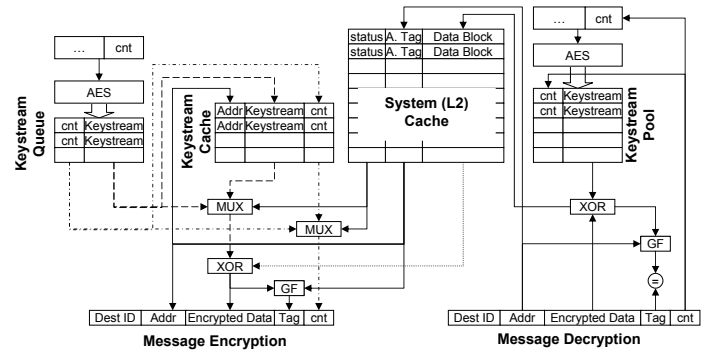 ... cnt
AES
cnt Keystream
cnt Keystream
Keystream
Queue
Addr Keystream cnt
Addr Keystream cnt
Keystream
Cache
status A. Tag Data Block
status A. Tag Data Block
System (L2)
Cache
... cnt
AES
cnt Keystream
cnt Keystream
Keystream
Pool
MUX
MUX
XOR
GF
XOR
GF
=
Dest ID Addr Encrypted Data Tag cnt
Message Encryption
Dest ID Addr Encrypted Data Tag cnt
Message Decryption